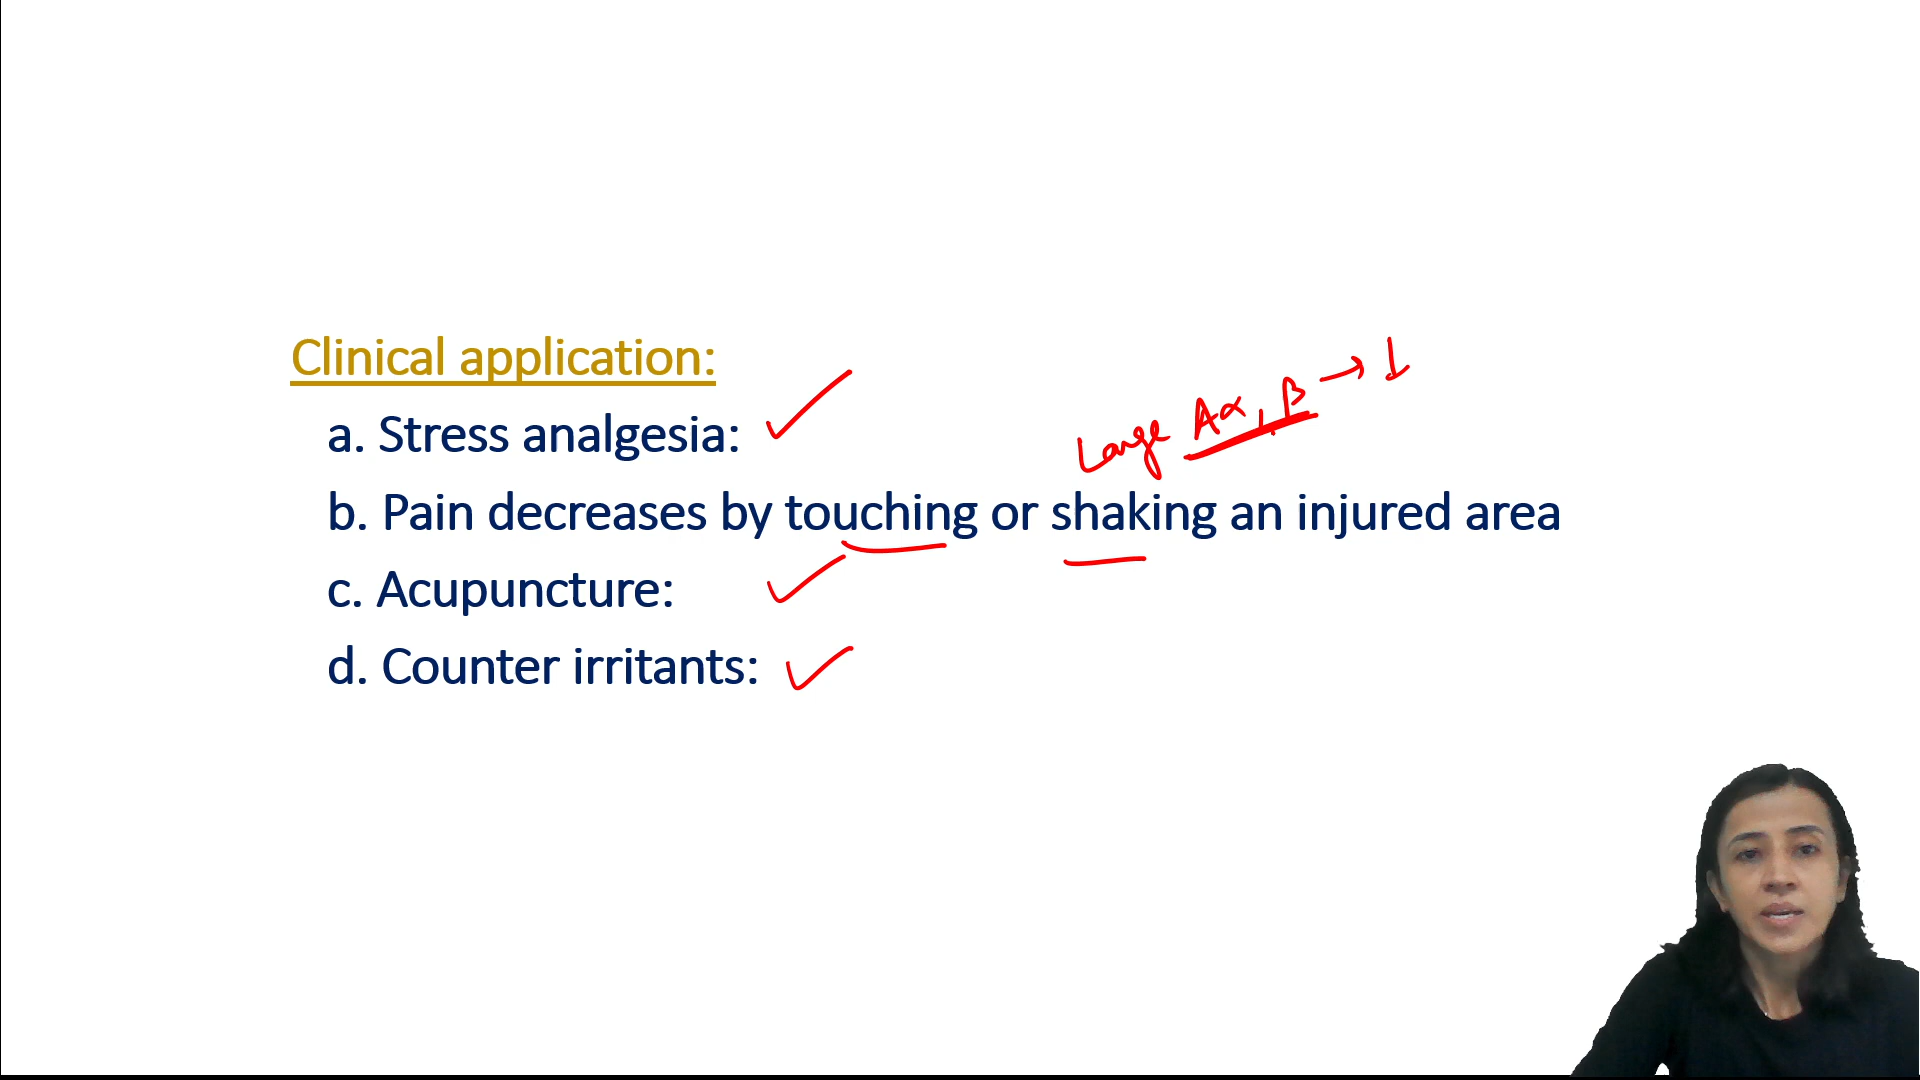 Clinical application:
a. Stress analgesia:
Large Aα, β →
b. Pain decreases by touching or shaking an injured area
c. Acupuncture:
d. Counter irritants: